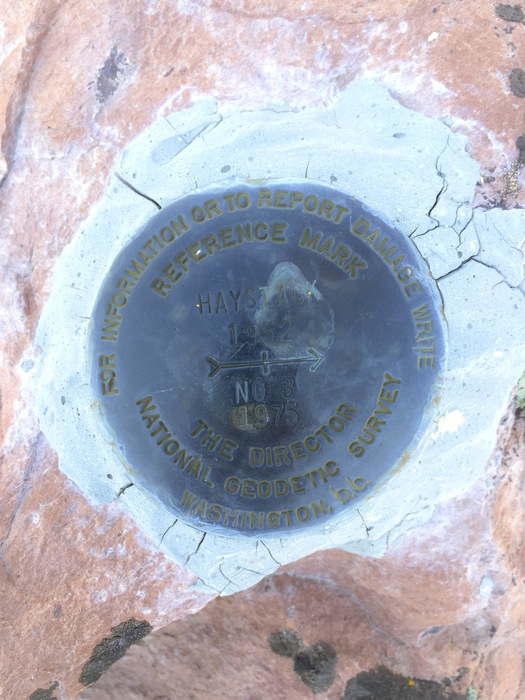 FOR INFORMATION OR TO REPORT DAMAGE WRITE
REFERENCE MARK
HAYSTACK
1952
NO 3
1975
THE DIRECTOR
NATIONAL GEODETIC SURVEY
WASHINGTON, D.C.